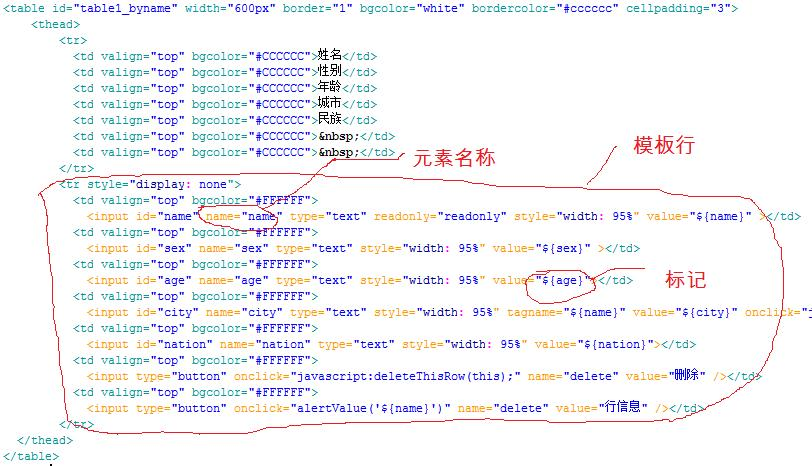 <table id="table1_byname" width="600px" border="1" bgcolor="white" bordercolor="#cccccc" cellpadding="3">
<thead>
<tr>
<td valign="top" bgcolor="#CCCCCC">姓名</td>
<td valign="top" bgcolor="#CCCCCC">性别</td>
<td valign="top" bgcolor="#CCCCCC">年龄</td>
<td valign="top" bgcolor="#CCCCCC">城市</td>
<td valign="top" bgcolor="#CCCCCC">民族</td>
<td valign="top" bgcolor="#CCCCCC">&nbsp;</td>
<td valign="top" bgcolor="#CCCCCC">&nbsp;</td>
模板行
元素名称
</tr>
<tr style="display: none">
<td valign="top" bgcolor="#FFFFFF">
<input id="name" name="name" type="text" readonly="readonly" style="width: 95%" value="${name}" ></td>
<td valign="top" bgcolor="#FFFFFF">
<input id="sex" name="sex" type="text" style="width: 95%" value="${sex}" ></td>
<td valign="top" bgcolor="#FFFFFF">
<input id="age" name="age" type="text" style="width: 95%" value="${age}"></td>
标记
<td valign="top" bgcolor="#FFFFFF">
<input id="city" name="city" type="text" style="width: 95%" tagname="${name}" value="${city}" onclick="j
<td valign="top" bgcolor="#FFFFFF">
<input id="nation" name="nation" type="text" style="width: 95%" value="${nation}"></td>
<td valign="top" bgcolor="#FFFFFF">
<input type="button" onclick="javascript:deleteThisRow(this);" name="delete" value="删除" /></td>
<td valign="top" bgcolor="#FFFFFF">
<input type="button" onclick="alertValue('${name}')" name="delete" value="行信息" /></td>
</tr>
</thead>
</table>